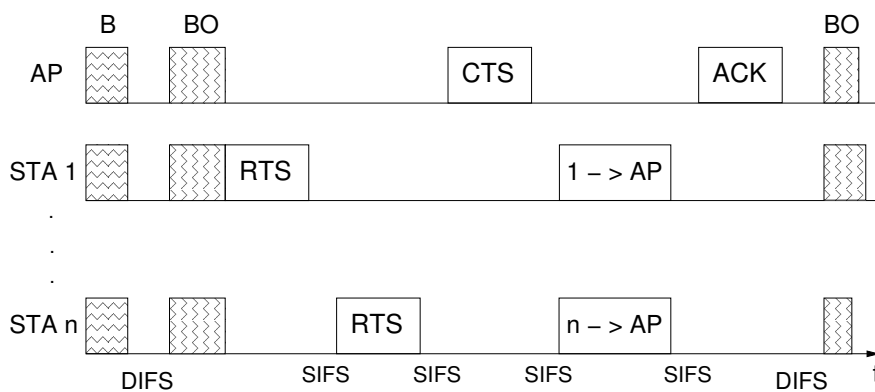 B BO BO
AP CTS ACK
STA 1 RTS 1 − > AP
.
.
.
STA n RTS n − > AP
DIFS SIFS SIFS SIFS SIFS DIFS t